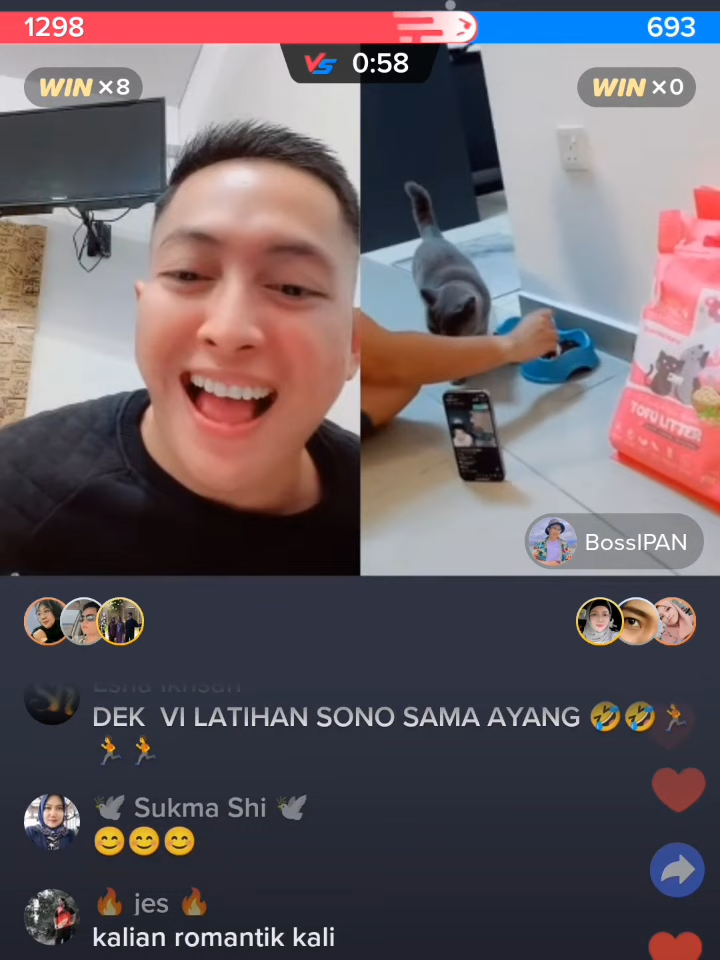 1298
693
VS 0:58
WIN ×8
WIN ×0
TOFU LITTER
BossIPAN
DEK VI LATIHAN SONO SAMA AYANG 🤣🤣🏃
🏃🏃
🕊 Sukma Shi 🕊
😊😊😊
🔥 jes 🔥
kalian romantik kali